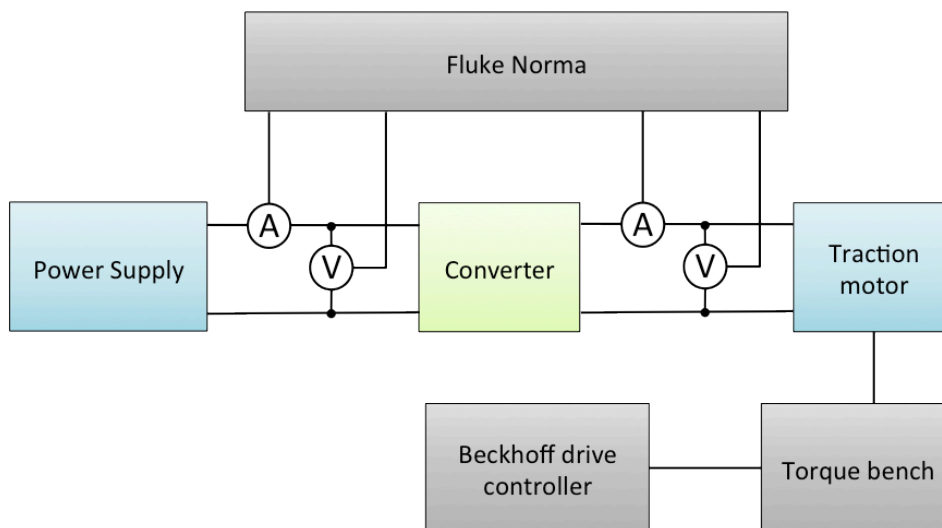 Fluke Norma
A
A
Power Supply
V
Converter
V
Traction
motor
Beckhoff drive
controller
Torque bench